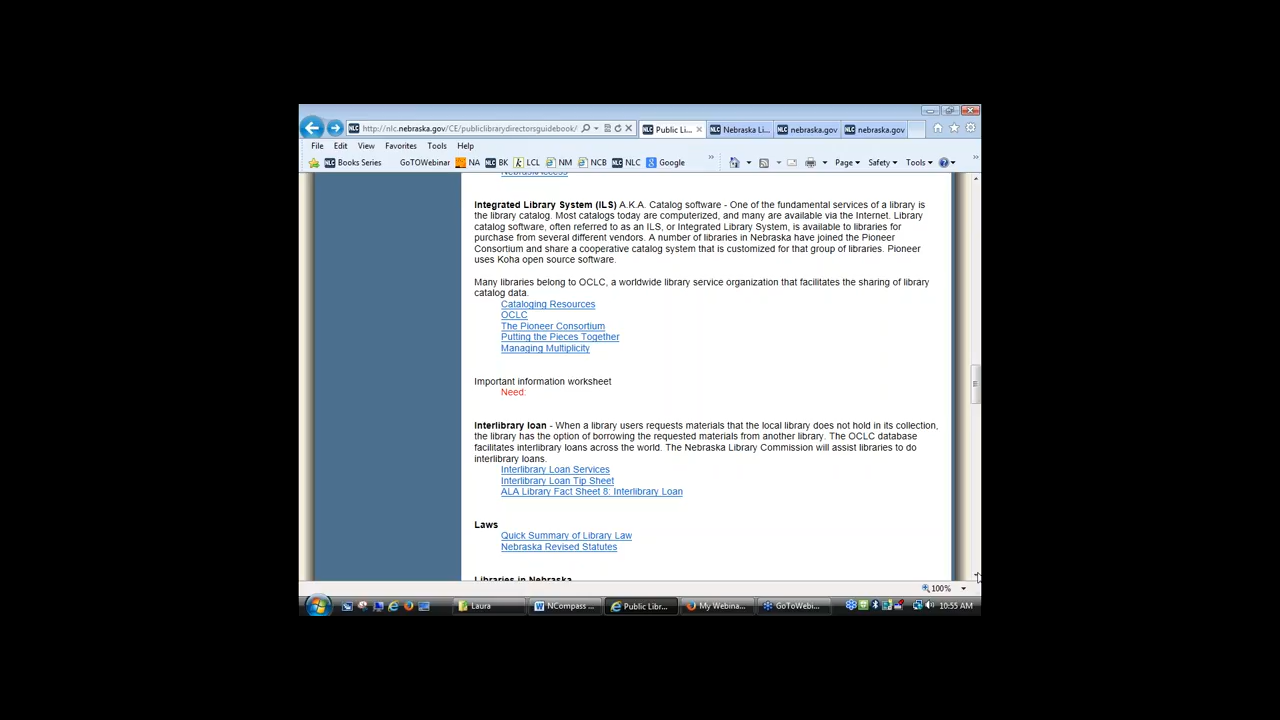 http://nlc.nebraska.gov/CE/publiclibrarydirectorsguidebook/
Public Li...
Nebraska Li...
nebraska.gov
nebraska.gov
File Edit View Favorites Tools Help
Books Series GoTOWebinar NA BK LCL NM NCB NLC Google
Page Safety Tools
NebraskAccess
Integrated Library System (ILS) A.K.A. Catalog software - One of the fundamental services of a library is
the library catalog. Most catalogs today are computerized, and many are available via the Internet. Library
catalog software, often referred to as an ILS, or Integrated Library System, is available to libraries for
purchase from several different vendors. A number of libraries in Nebraska have joined the Pioneer
Consortium and share a cooperative catalog system that is customized for that group of libraries. Pioneer
uses Koha open source software.
Many libraries belong to OCLC, a worldwide library service organization that facilitates the sharing of library
catalog data.
Cataloging Resources
OCLC
The Pioneer Consortium
Putting the Pieces Together
Managing Multiplicity
Important information worksheet
Need:
Interlibrary loan - When a library users requests materials that the local library does not hold in its collection,
the library has the option of borrowing the requested materials from another library. The OCLC database
facilitates interlibrary loans across the world. The Nebraska Library Commission will assist libraries to do
interlibrary loans.
Interlibrary Loan Services
Interlibrary Loan Tip Sheet
ALA Library Fact Sheet 8: Interlibrary Loan
Laws
Quick Summary of Library Law
Nebraska Revised Statutes
Libraries in Nebraska
100%
Laura
NCompass ...
Public Libr...
My Webina...
GoToWebi...
10:55 AM